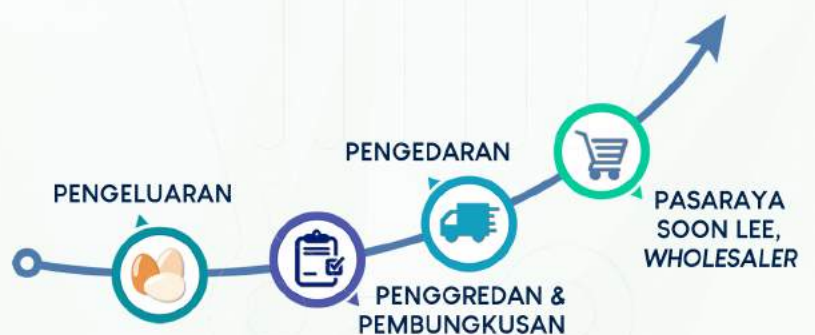 PENGELUARAN
PENGGREDAN &
PEMBUNGKUSAN
PENGEDARAN
PASARAYA
SOON LEE,
WHOLESALER